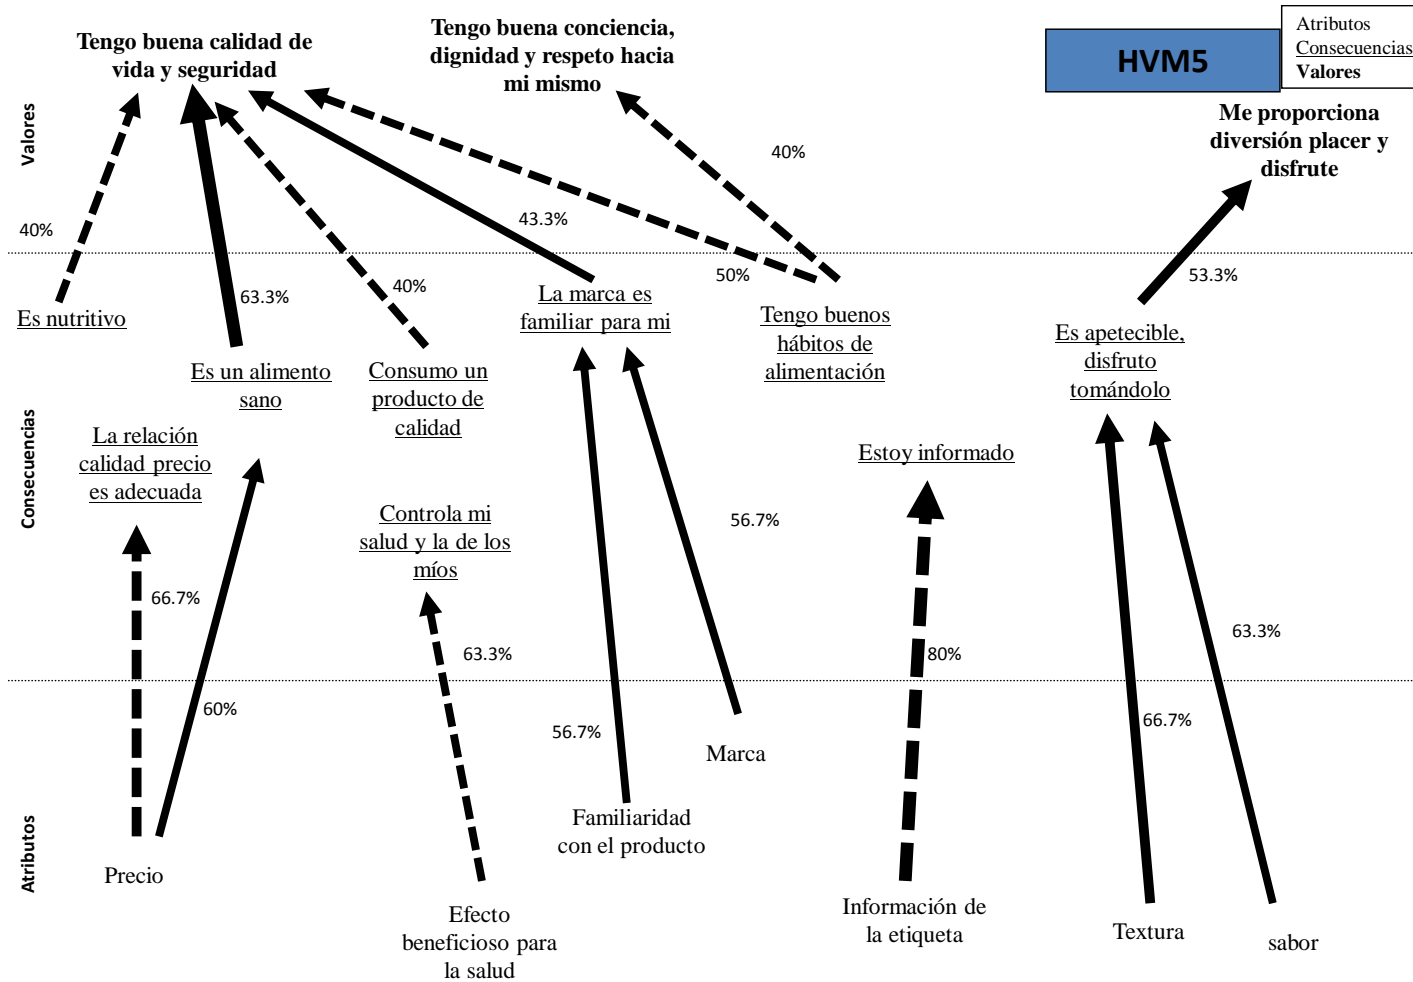 Tengo buena calidad de
vida y seguridad
Tengo buena conciencia,
dignidad y respeto hacia
mi mismo
HVM5
Atributos
Consecuencias
Valores
Me proporciona
diversión placer y
disfrute
Valores
40%
43.3%
40%
63.3%
40%
50%
53.3%
Es nutritivo
La marca es
familiar para mi
Tengo buenos
hábitos de
alimentación
Es apetecible,
disfruto
tomándolo
Es un alimento
sano
Consumo un
producto de
calidad
Consecuencias
La relación
calidad precio
es adecuada
Estoy informado
Controla mi
salud y la de los
míos
56.7%
66.7%
63.3%
80%
63.3%
60%
56.7%
66.7%
Marca
Atributos
Familiaridad
con el producto
Precio
Efecto
beneficioso para
la salud
Información de
la etiqueta
Textura
sabor